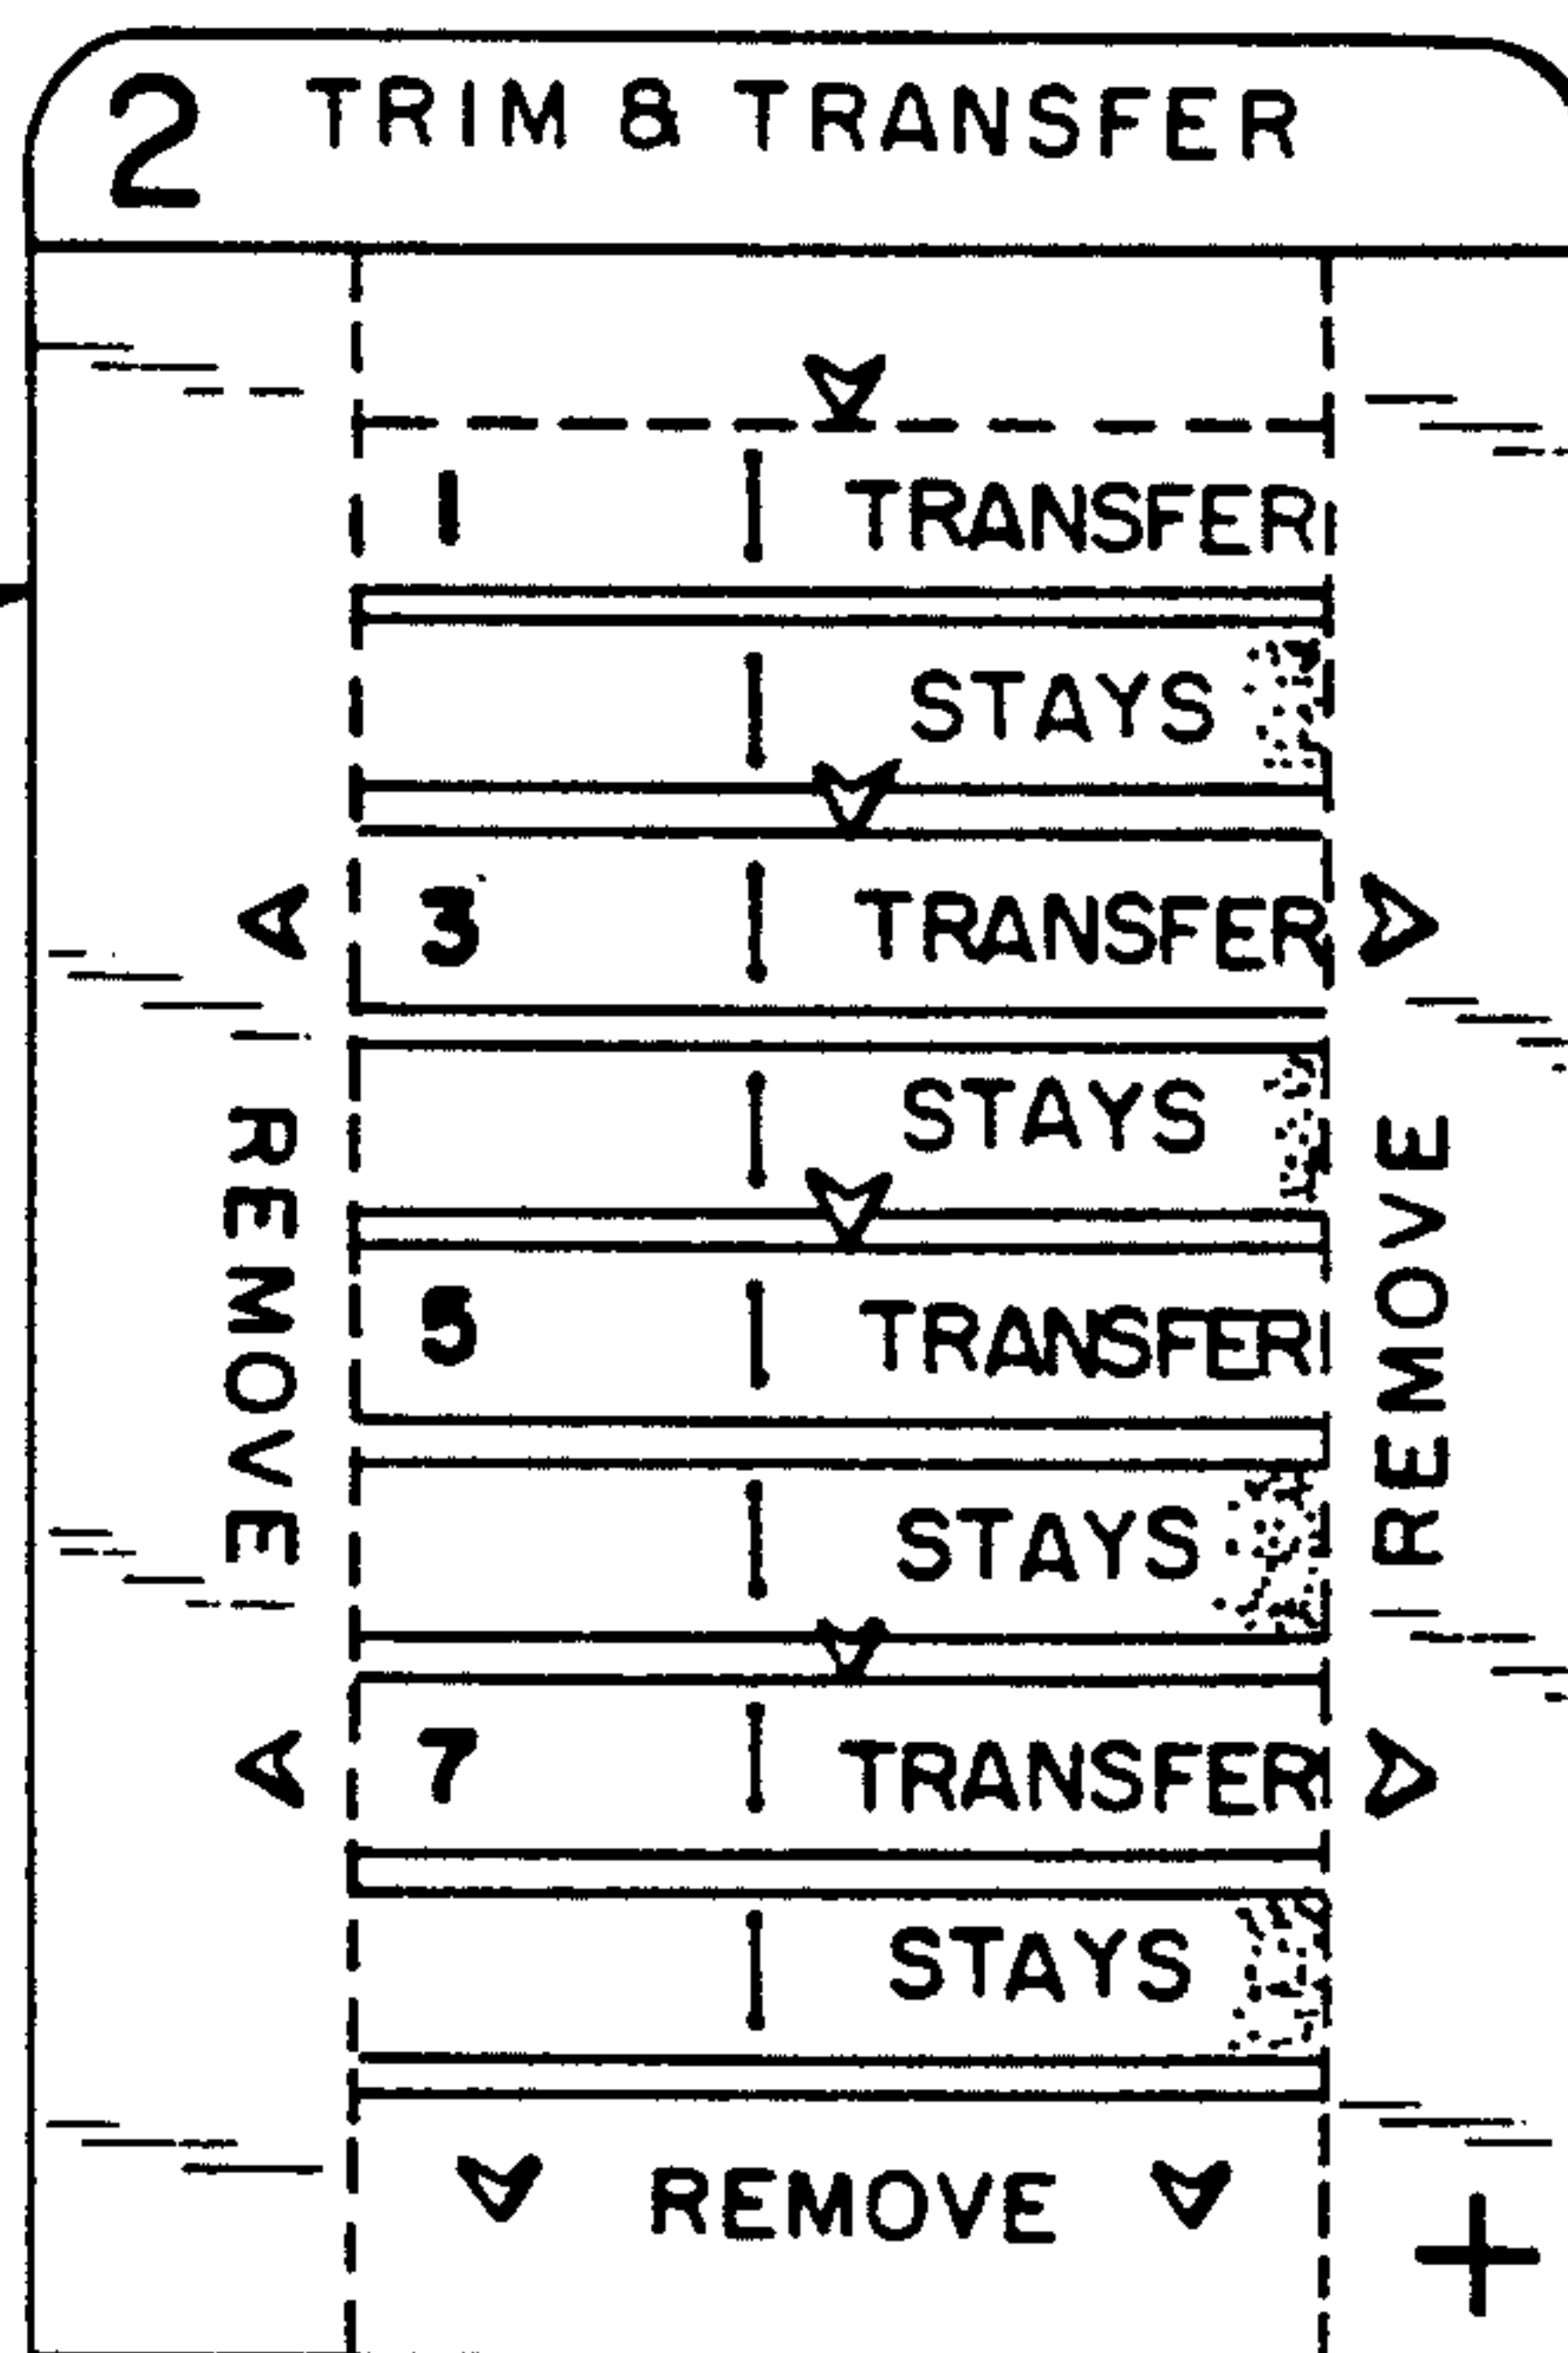 2 TRIM & TRANSFER
1 TRANSFER
STAYS
3 TRANSFER
STAYS
REMOVE
REMOVE
5 TRANSFER
STAYS
7 TRANSFER
STAYS
REMOVE